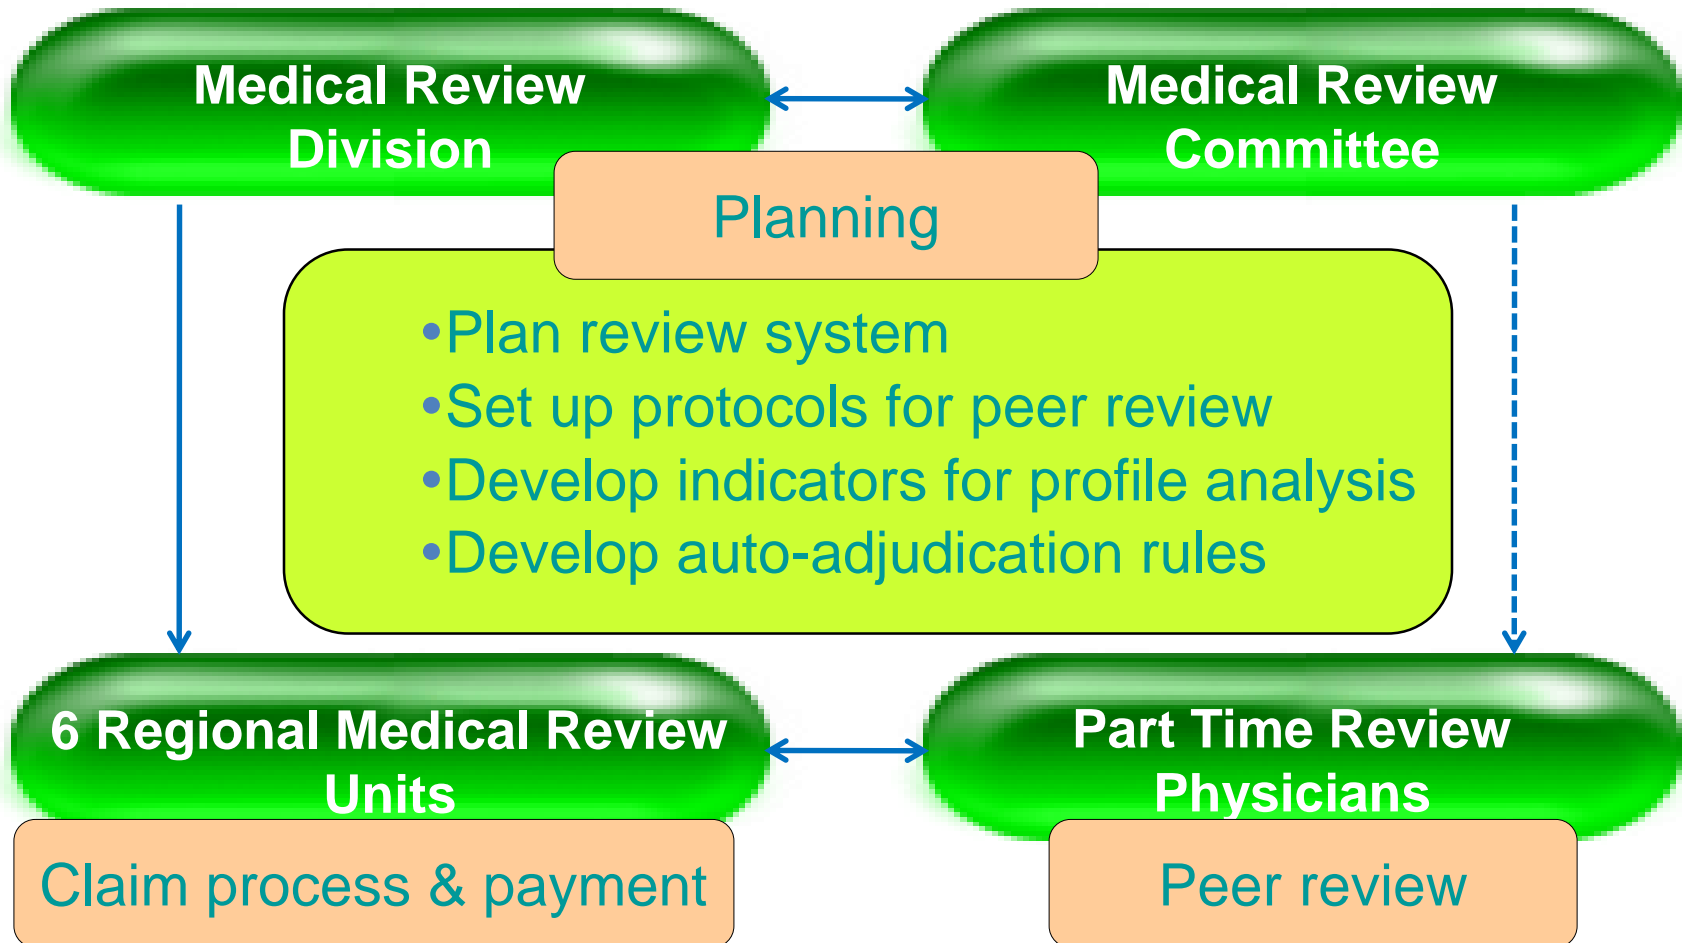 Medical Review
Division
Medical Review
Committee
Planning
•Plan review system
•Set up protocols for peer review
•Develop indicators for profile analysis
•Develop auto-adjudication rules
6 Regional Medical Review
Units
Part Time Review
Physicians
Claim process & payment
Peer review